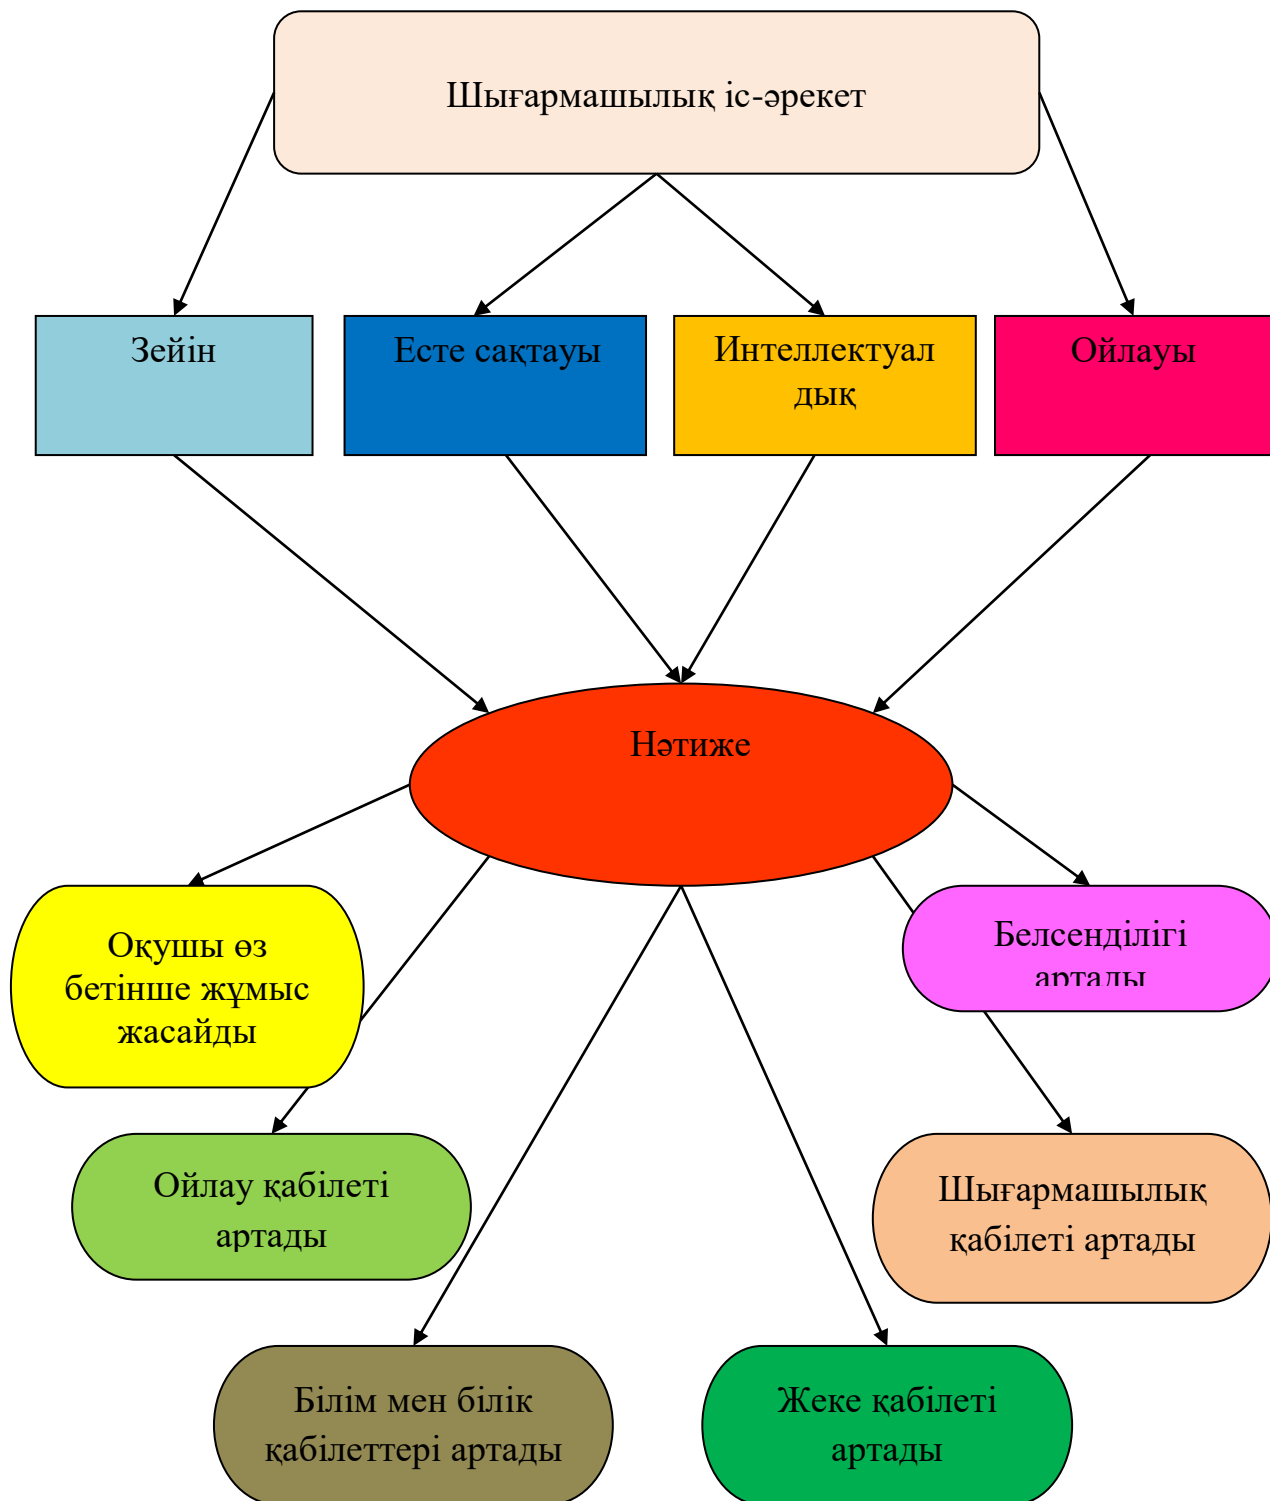 Шығармашылық іс-әрекет
Зейін
Есте сақтауы
Интеллектуал
дық
Ойлауы
Нәтиже
Оқушы өз
бетінше жұмыс
жасайды
Белсенділігі
артады
Ойлау қабілеті
артады
Шығармашылық
қабілеті артады
Білім мен білік
қабілеттері артады
Жеке қабілеті
артады